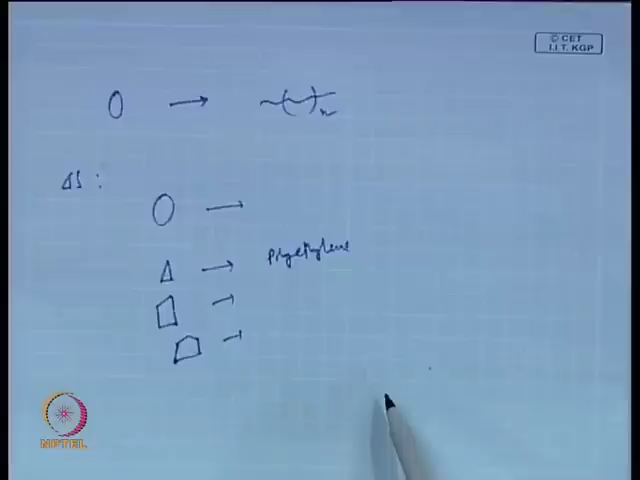 © CET
I.I.T. KGP
→ ( )n
ΔS :
→
→ Polyethylene
→
→
NPTEL